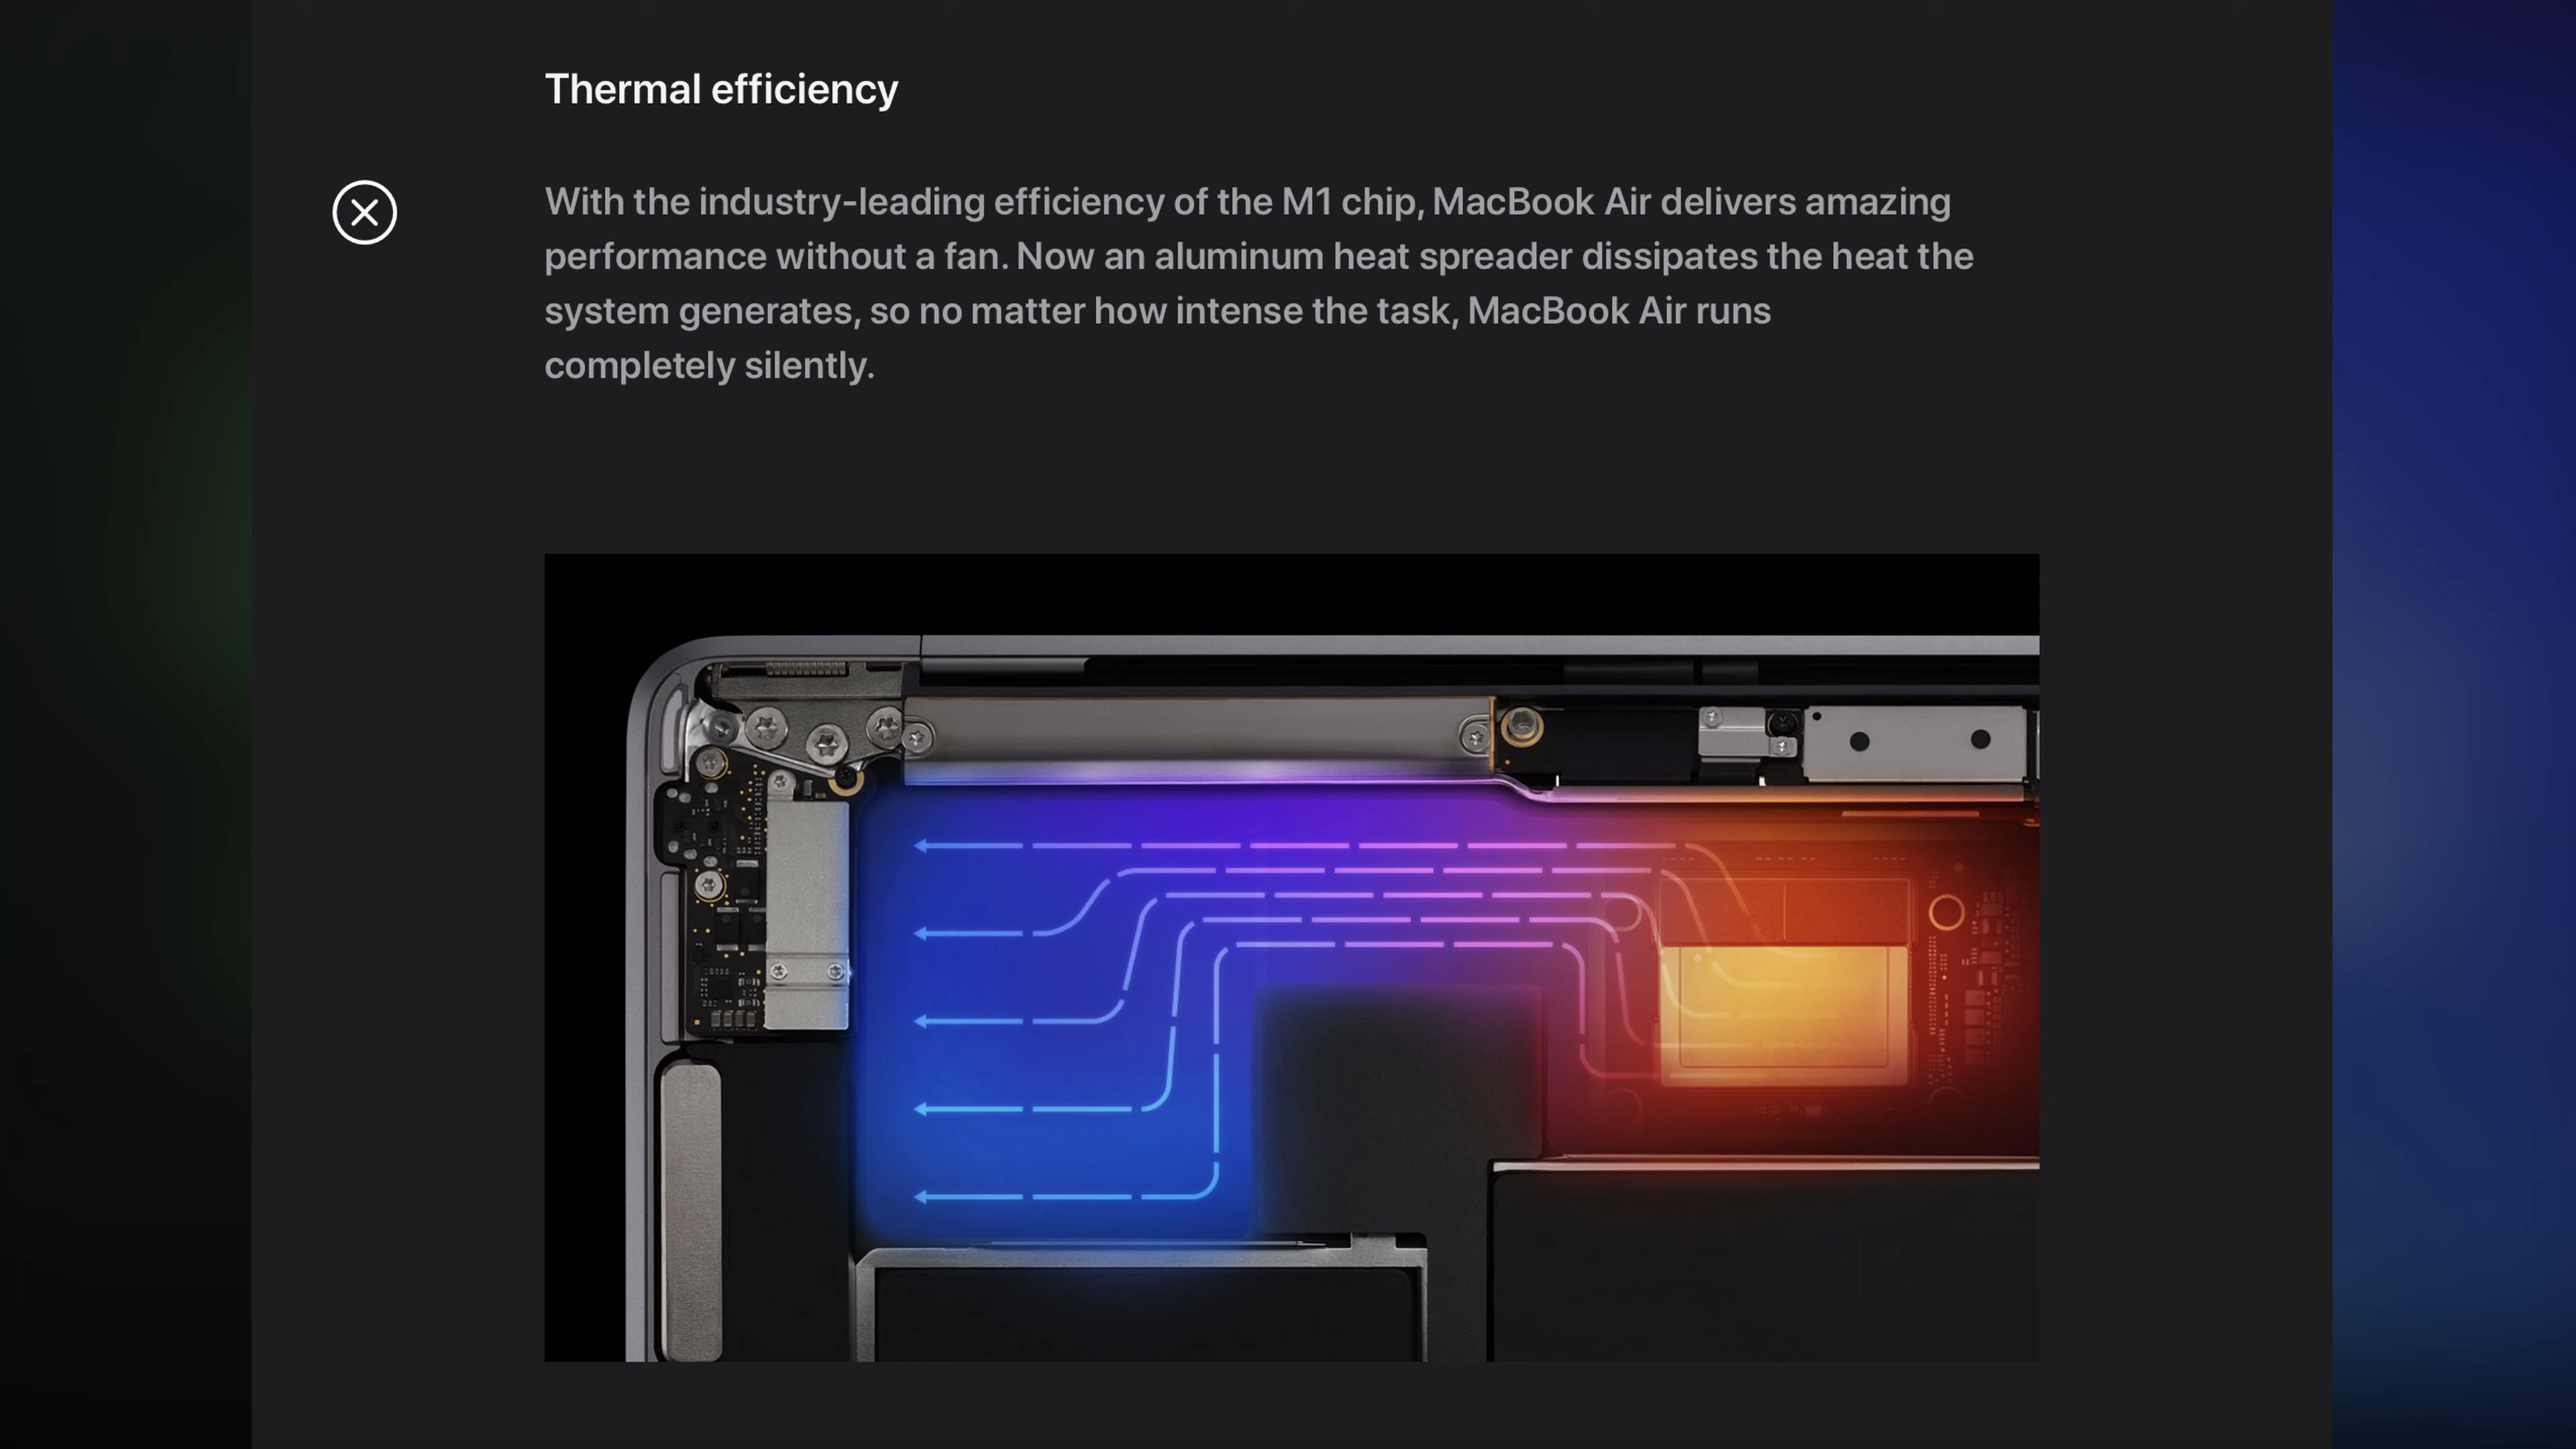 Thermal efficiency
With the industry-leading efficiency of the M1 chip, MacBook Air delivers amazing
performance without a fan. Now an aluminum heat spreader dissipates the heat the
system generates, so no matter how intense the task, MacBook Air runs
completely silently.